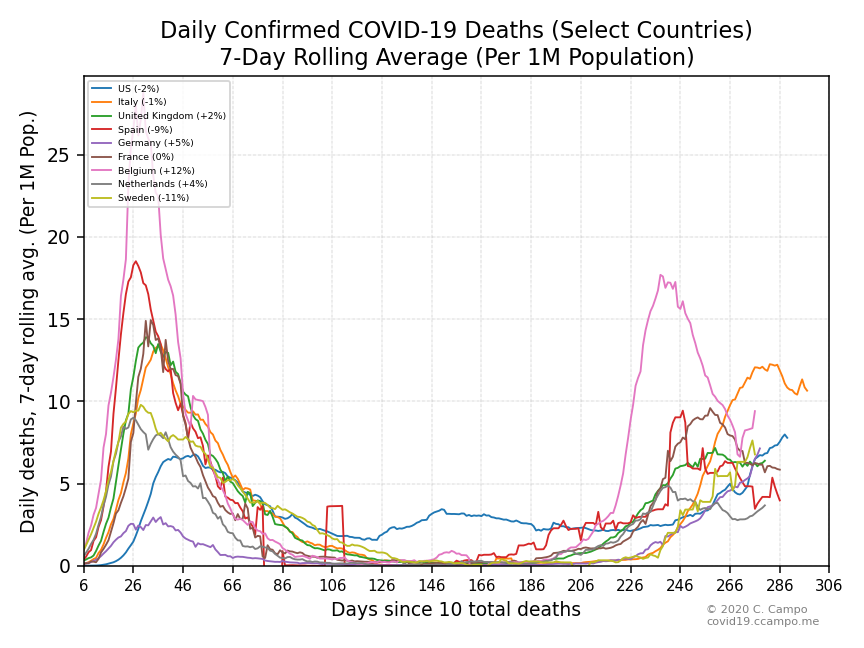 Daily Confirmed COVID-19 Deaths (Select Countries)
7-Day Rolling Average (Per 1M Population)
Daily deaths, 7-day rolling avg. (Per 1M Pop.)
25
20
15
10
5
0
US (-2%)
Italy (-1%)
United Kingdom (+2%)
Spain (-9%)
Germany (+5%)
France (0%)
Belgium (+12%)
Netherlands (+4%)
Sweden (-11%)
6 26 46 66 86 106 126 146 166 186 206 226 246 266 286 306
Days since 10 total deaths
© 2020 C. Campo
covid19.ccampo.me